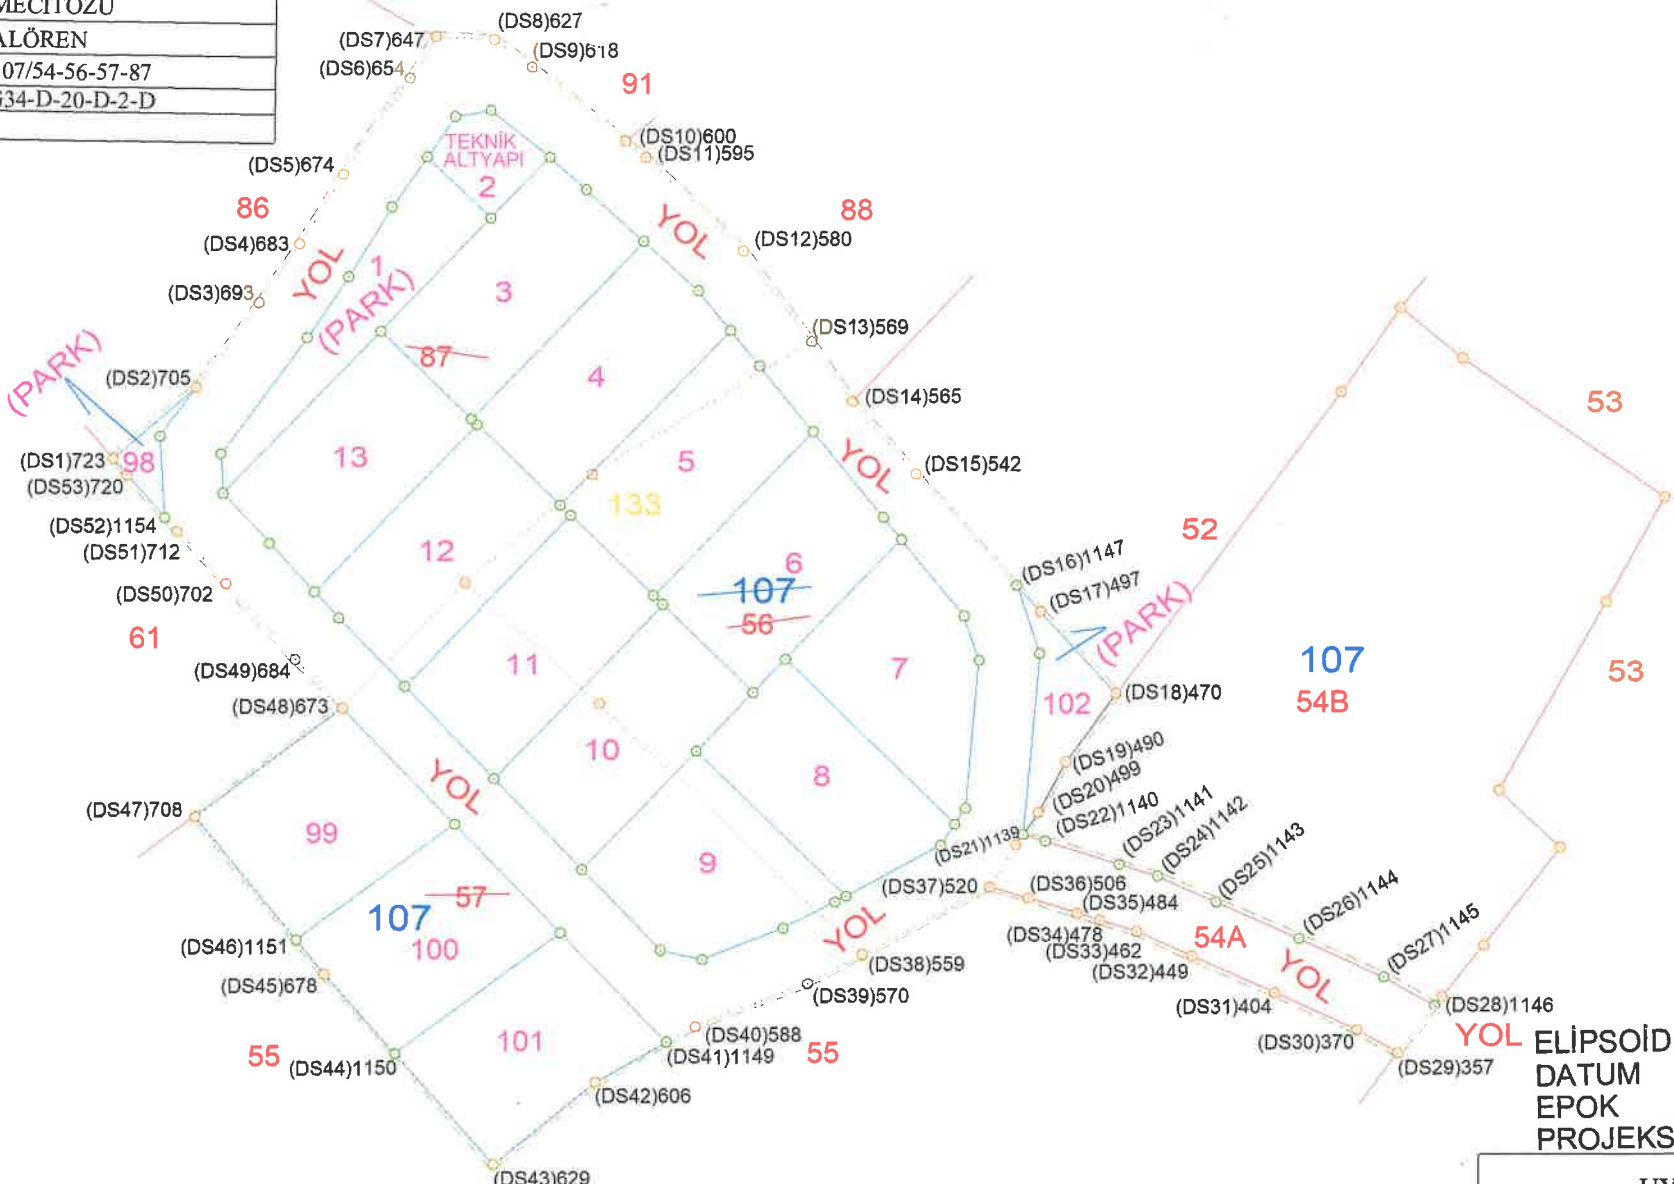 MECİTÖZÜ
ALÖREN
107/54-56-57-87
G34-D-20-D-2-D
(DS8)627
(DS7)647
(DS9)618
(DS6)654
91
(DS10)600
(DS11)595
TEKNİK
ALTYAPI
2
(DS5)674
86
88
YOL
(DS4)683
(DS12)580
YOL
1
(PARK)
3
(DS3)693
(DS13)569
87
(PARK)
(DS2)705
4
(DS14)565
53
YOL
(DS1)723
98
13
5
(DS15)542
(DS53)720
133
(DS52)1154
52
(DS51)712
12
6
(DS16)1147
(DS17)497
(DS50)702
107
(PARK)
56
61
11
7
107
53
(DS49)684
(DS18)470
54B
(DS48)673
102
10
8
(DS19)490
YOL
(DS20)499
(DS47)708
99
(DS22)1140
(DS21)1139
(DS23)1141
(DS24)1142
(DS25)1143
9
(DS37)520
(DS36)506
(DS26)1144
57
107
(DS35)484
YOL
(DS34)478
54A
(DS27)1145
(DS46)1151
100
(DS33)462
(DS38)559
(DS32)449
YOL
(DS45)678
(DS39)570
(DS31)404
(DS28)1146
(DS40)588
101
(DS30)370
YOL
ELİPSOİD
55
(DS41)1149
55
(DS44)1150
(DS29)357
DATUM
(DS42)606
EPOK
PROJEKS
(DS43)629